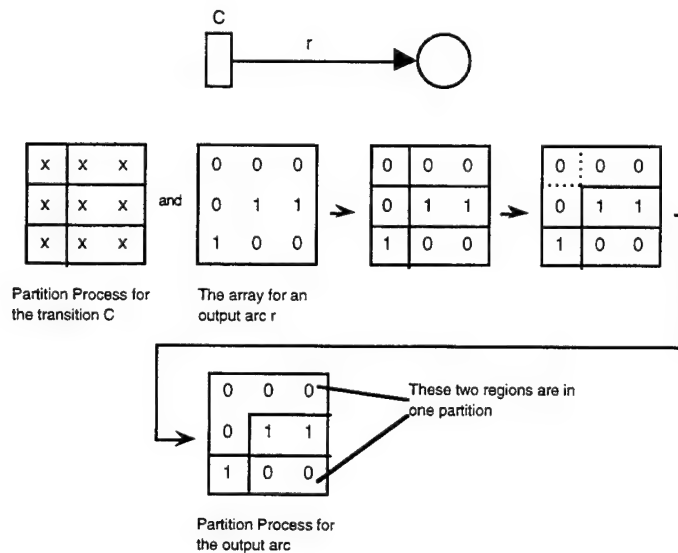 C
r
x x x
x x x
x x x
and
0 0 0
0 1 1
1 0 0
0 0 0
0 1 1
1 0 0
0 0 0
0 1 1
1 0 0
Partition Process for
the transition C
The array for an
output arc r
0 0 0
0 1 1
1 0 0
These two regions are in
one partition
Partition Process for
the output arc